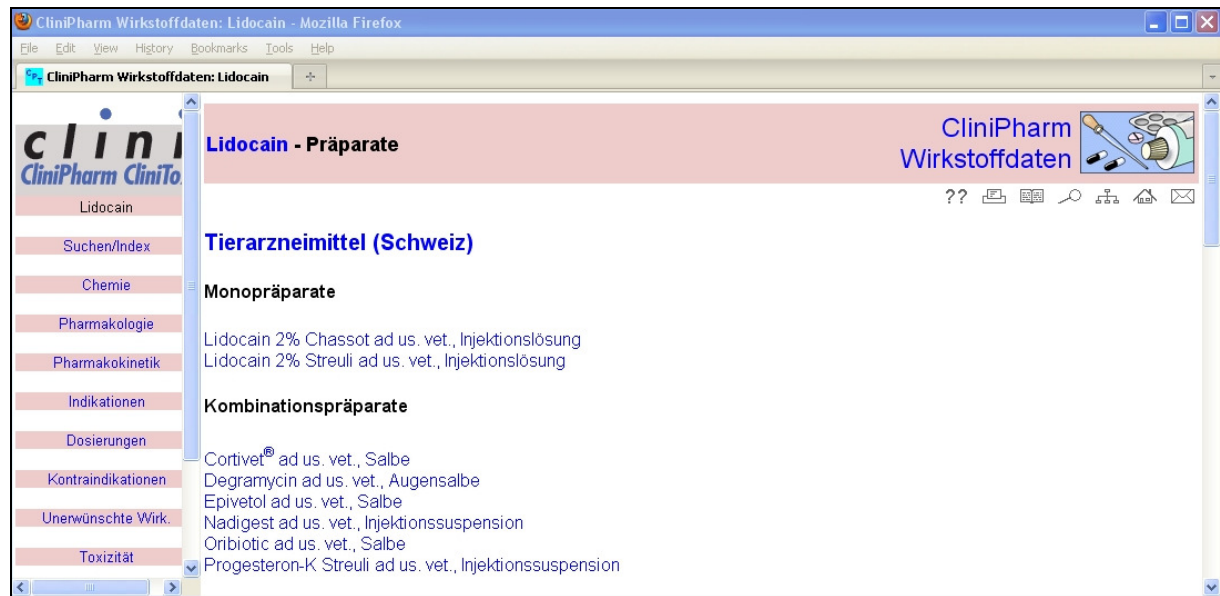 CliniPharm Wirkstoffdaten: Lidocain - Mozilla Firefox
File Edit View History Bookmarks Tools Help
CPT CliniPharm Wirkstoffdaten: Lidocain
clini
CliniPharm CliniTo
Lidocain
Suchen/Index
Chemie
Pharmakologie
Pharmakokinetik
Indikationen
Dosierungen
Kontraindikationen
Unerwünschte Wirk.
Toxizität
Lidocain - Präparate
CliniPharm
Wirkstoffdaten
??
Tierarzneimittel (Schweiz)
Monopräparate
Lidocain 2% Chassot ad us. vet., Injektionslösung
Lidocain 2% Streuli ad us. vet., Injektionslösung
Kombinationspräparate
Cortivet® ad us. vet., Salbe
Degramycin ad us. vet., Augensalbe
Epivetol ad us. vet., Salbe
Nadigest ad us. vet., Injektionssuspension
Oribiotic ad us. vet., Salbe
Progesteron-K Streuli ad us. vet., Injektionssuspension